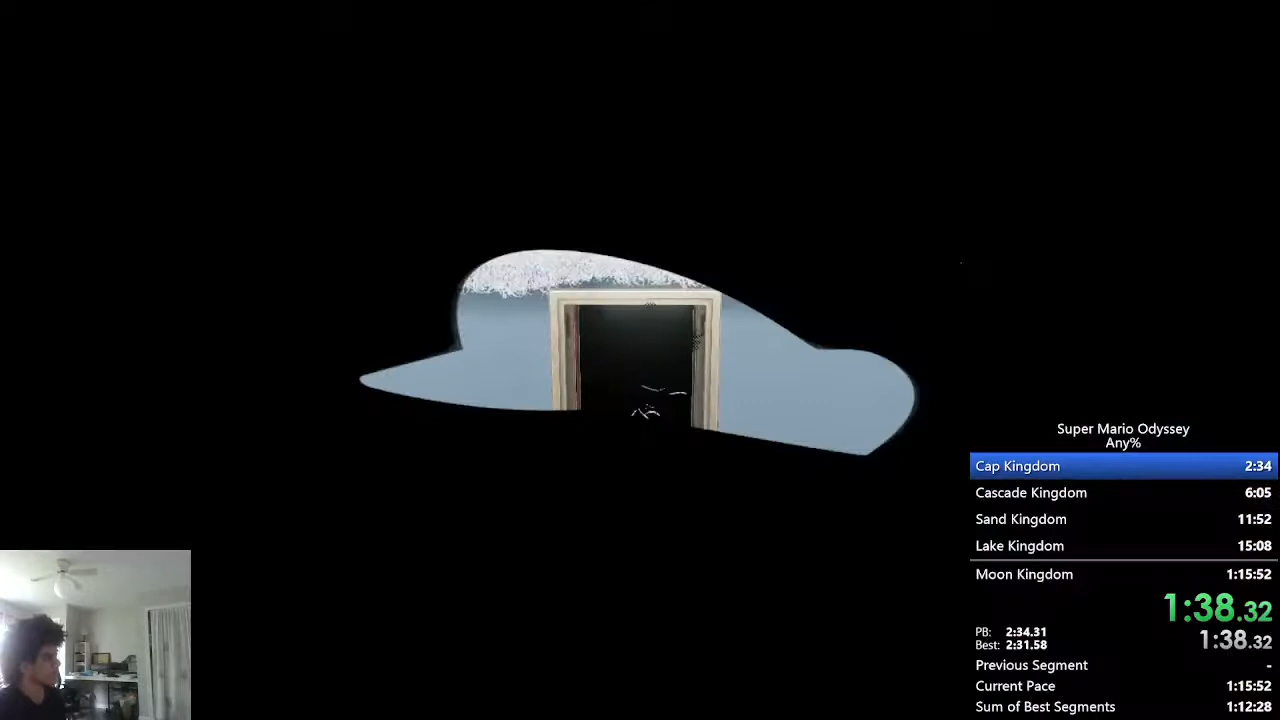 Super Mario Odyssey
Any%
Cap Kingdom 2:34
Cascade Kingdom 6:05
Sand Kingdom 11:52
Lake Kingdom 15:08
Moon Kingdom 1:15:52
1:38.32
PB: 2:34.31
Best: 2:31.58
1:38.32
Previous Segment -
Current Pace 1:15:52
Sum of Best Segments 1:12:28